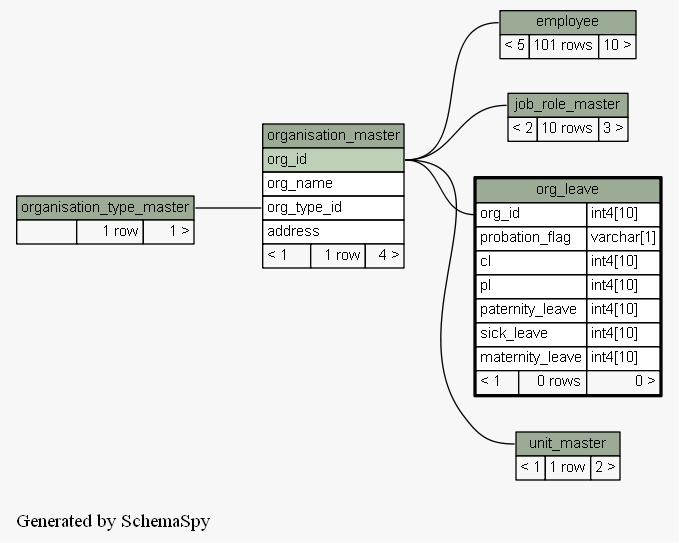 employee
< 5 101 rows 10 >
job_role_master
< 2 10 rows 3 >
organisation_master
org_id
org_name
org_type_id
address
< 1 1 row 4 >
organisation_type_master
1 row 1 >
org_leave
org_id int4[10]
probation_flag varchar[1]
cl int4[10]
pl int4[10]
paternity_leave int4[10]
sick_leave int4[10]
maternity_leave int4[10]
< 1 0 rows 0 >
unit_master
< 1 1 row 2 >
Generated by SchemaSpy